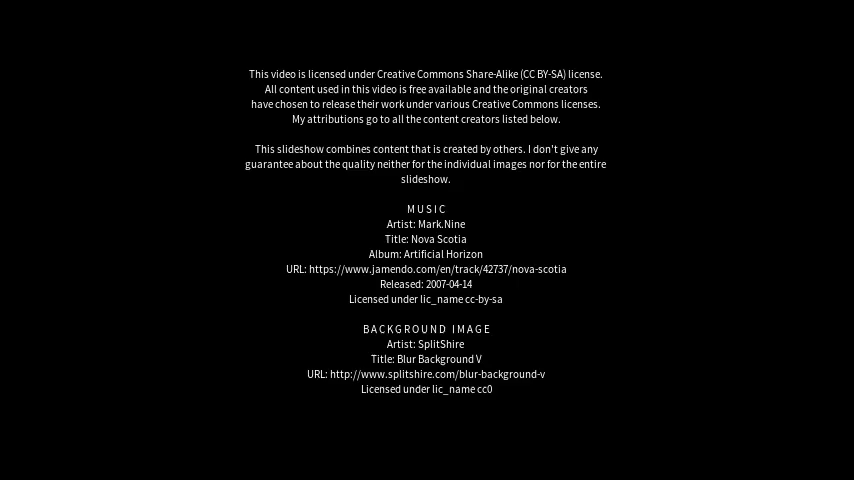 This video is licensed under Creative Commons Share-Alike (CC BY-SA) license.
All content used in this video is free available and the original creators
have chosen to release their work under various Creative Commons licenses.
My attributions go to all the content creators listed below.
This slideshow combines content that is created by others. I don't give any
guarantee about the quality neither for the individual images nor for the entire
slideshow.
MUSIC
Artist: Mark.Nine
Title: Nova Scotia
Album: Artificial Horizon
URL: https://www.jamendo.com/en/track/42737/nova-scotia
Released: 2007-04-14
Licensed under lic_name cc-by-sa
BACKGROUND IMAGE
Artist: SplitShire
Title: Blur Background V
URL: http://www.splitshire.com/blur-background-v
Licensed under lic_name cc0